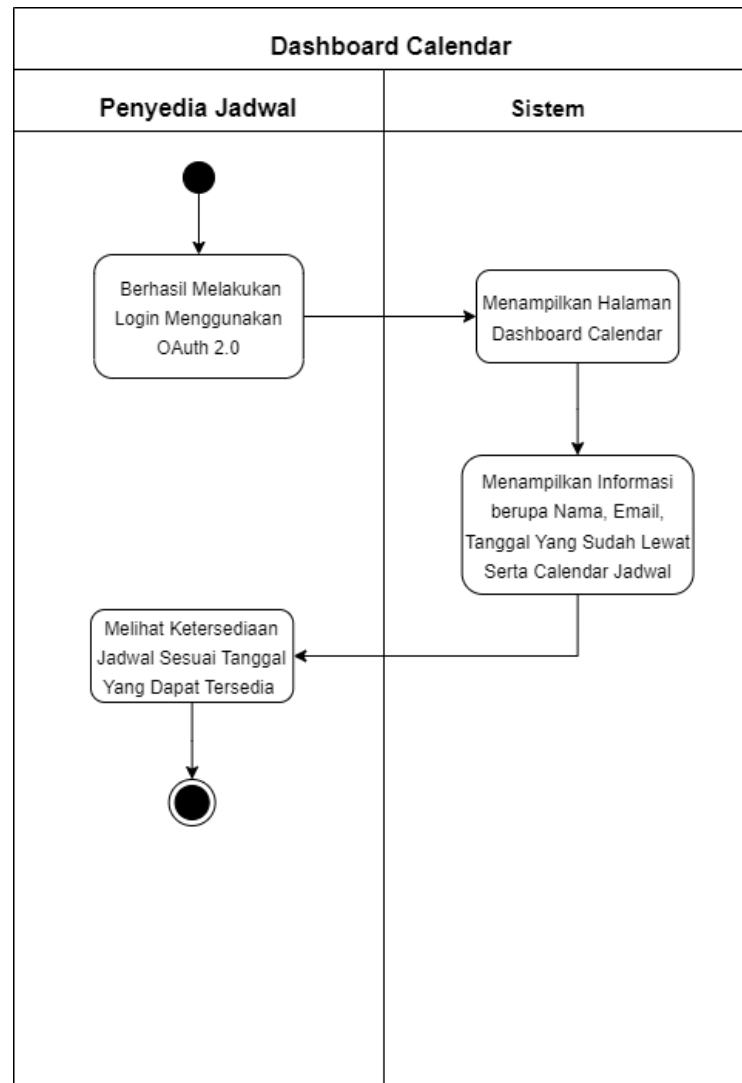 Dashboard Calendar
Penyedia Jadwal
Sistem
Berhasil Melakukan
Login Menggunakan
OAuth 2.0
Menampilkan Halaman
Dashboard Calendar
Menampilkan Informasi
berupa Nama, Email,
Tanggal Yang Sudah Lewat
Serta Calendar Jadwal
Melihat Ketersediaan
Jadwal Sesuai Tanggal
Yang Dapat Tersedia